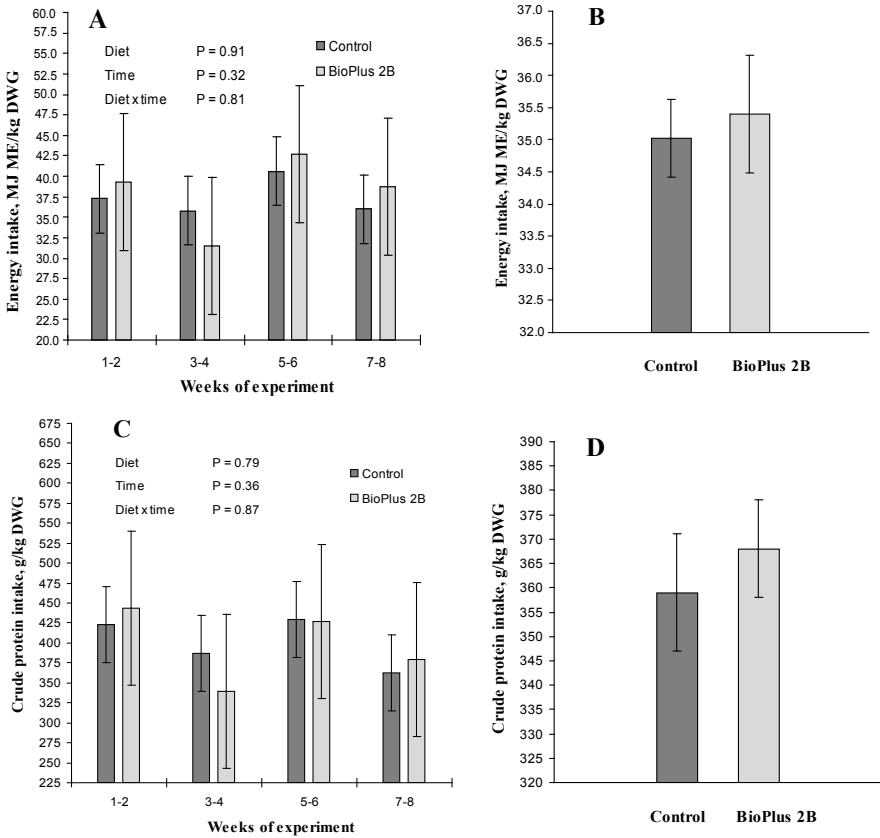 A
Diet P = 0.91
Time P = 0.32
Diet x time P = 0.81
Control
BioPlus 2B
Energy intake, MJ ME/kg DWG
60.0
57.5
55.0
52.5
50.0
47.5
45.0
42.5
40.0
37.5
35.0
32.5
30.0
27.5
25.0
22.5
20.0
1-2 3-4 5-6 7-8
Weeks of experiment
B
Energy intake, MJ ME/kg DWG
37.0
36.5
36.0
35.5
35.0
34.5
34.0
33.5
33.0
32.5
32.0
Control BioPlus 2B
C
Diet P = 0.79
Time P = 0.36
Diet x time P = 0.87
Control
BioPlus 2B
Crude protein intake, g/kg DWG
675
650
625
600
575
550
525
500
475
450
425
400
375
350
325
300
275
250
225
1-2 3-4 5-6 7-8
Weeks of experiment
D
Crude protein intake, g/kg DWG
390
385
380
375
370
365
360
355
350
345
340
335
330
325
320
Control BioPlus 2B